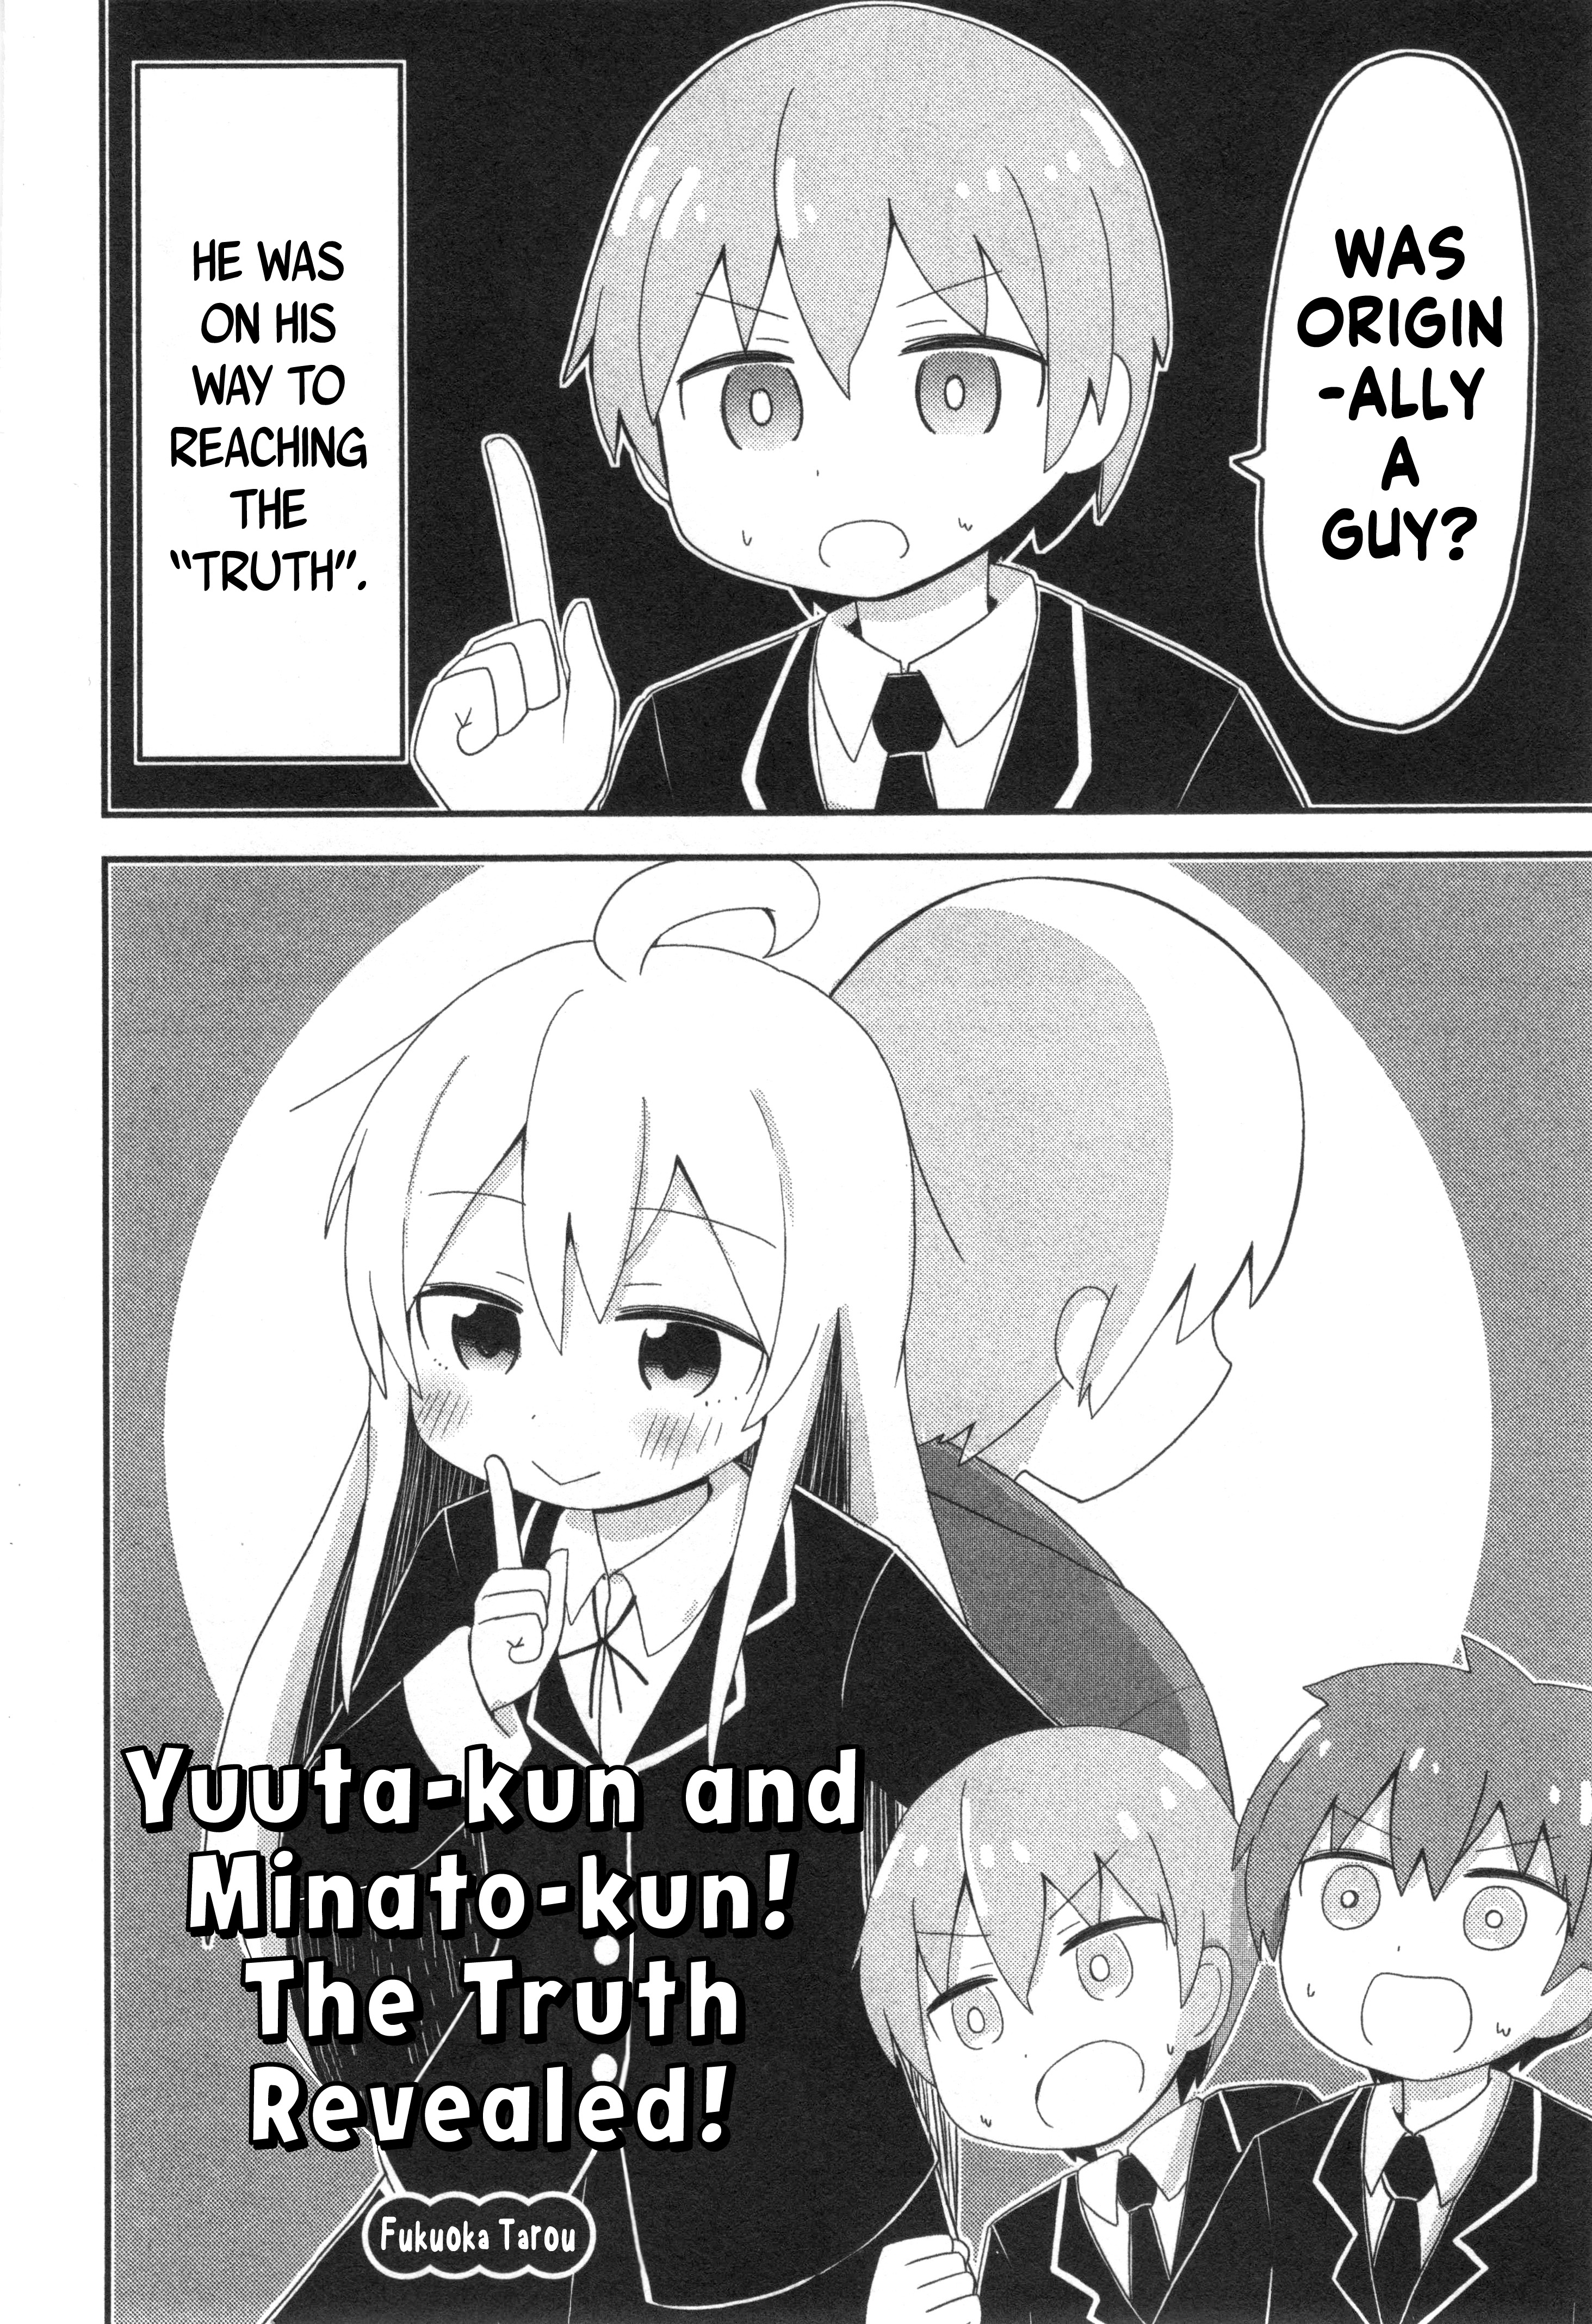 WAS
ORIGIN
-ALLY
A
GUY?
HE WAS
ON HIS
WAY TO
REACHING
THE
“TRUTH”.
Yuuta-kun and
Minato-kun!
The Truth
Revealed!
Fukuoka Tarou